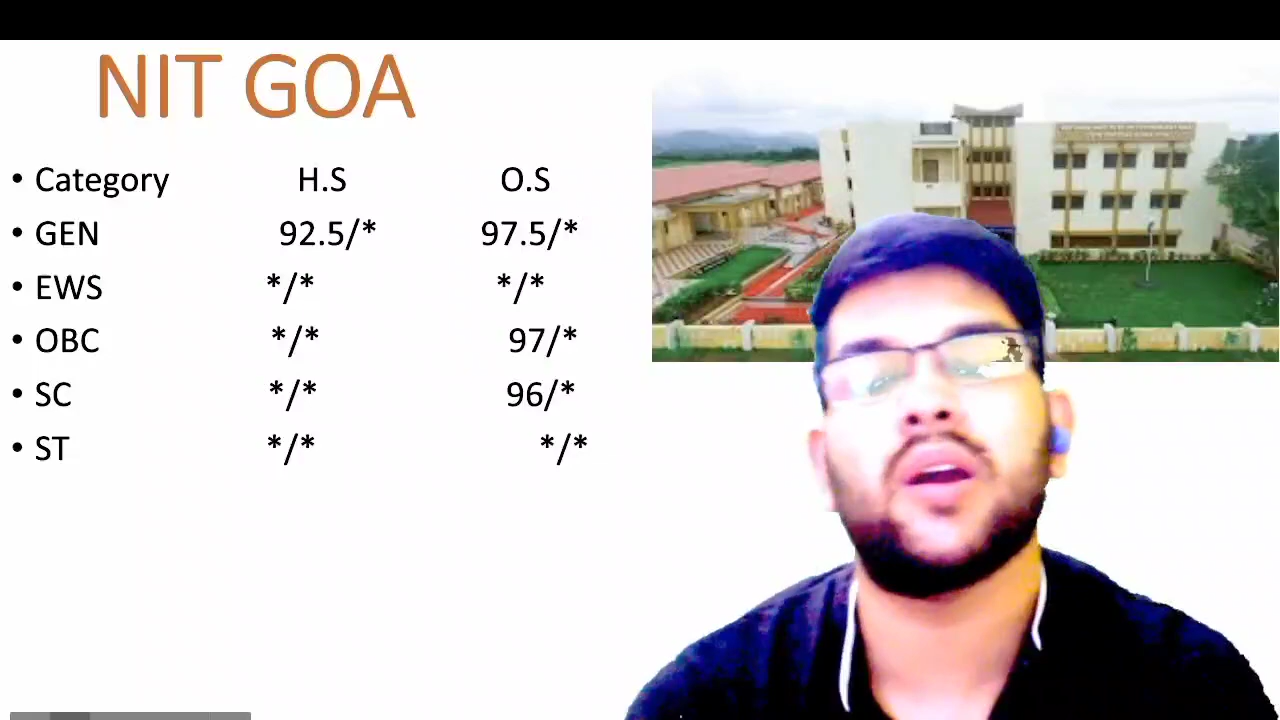 NIT GOA
• Category H.S O.S
• GEN 92.5/* 97.5/*
• EWS */* */*
• OBC */* 97/*
• SC */* 96/*
• ST */* */*